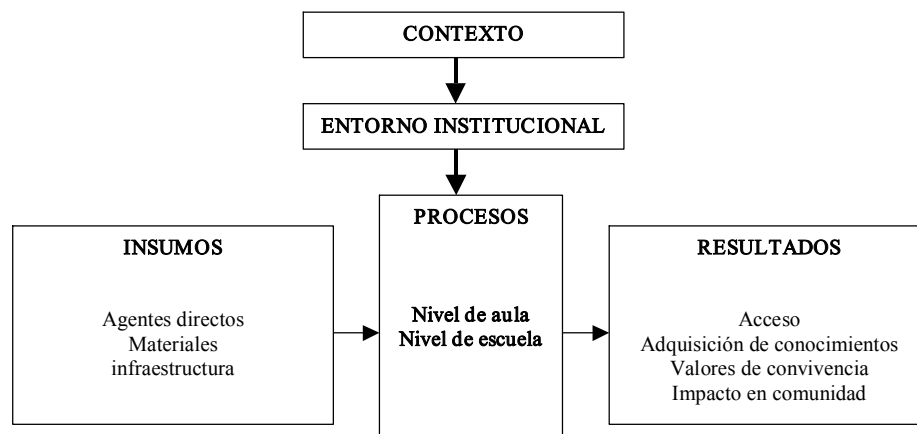 CONTEXTO
ENTORNO INSTITUCIONAL
INSUMOS
Agentes directos
Materiales
infraestructura
PROCESOS
Nivel de aula
Nivel de escuela
RESULTADOS
Acceso
Adquisición de conocimientos
Valores de convivencia
Impacto en comunidad